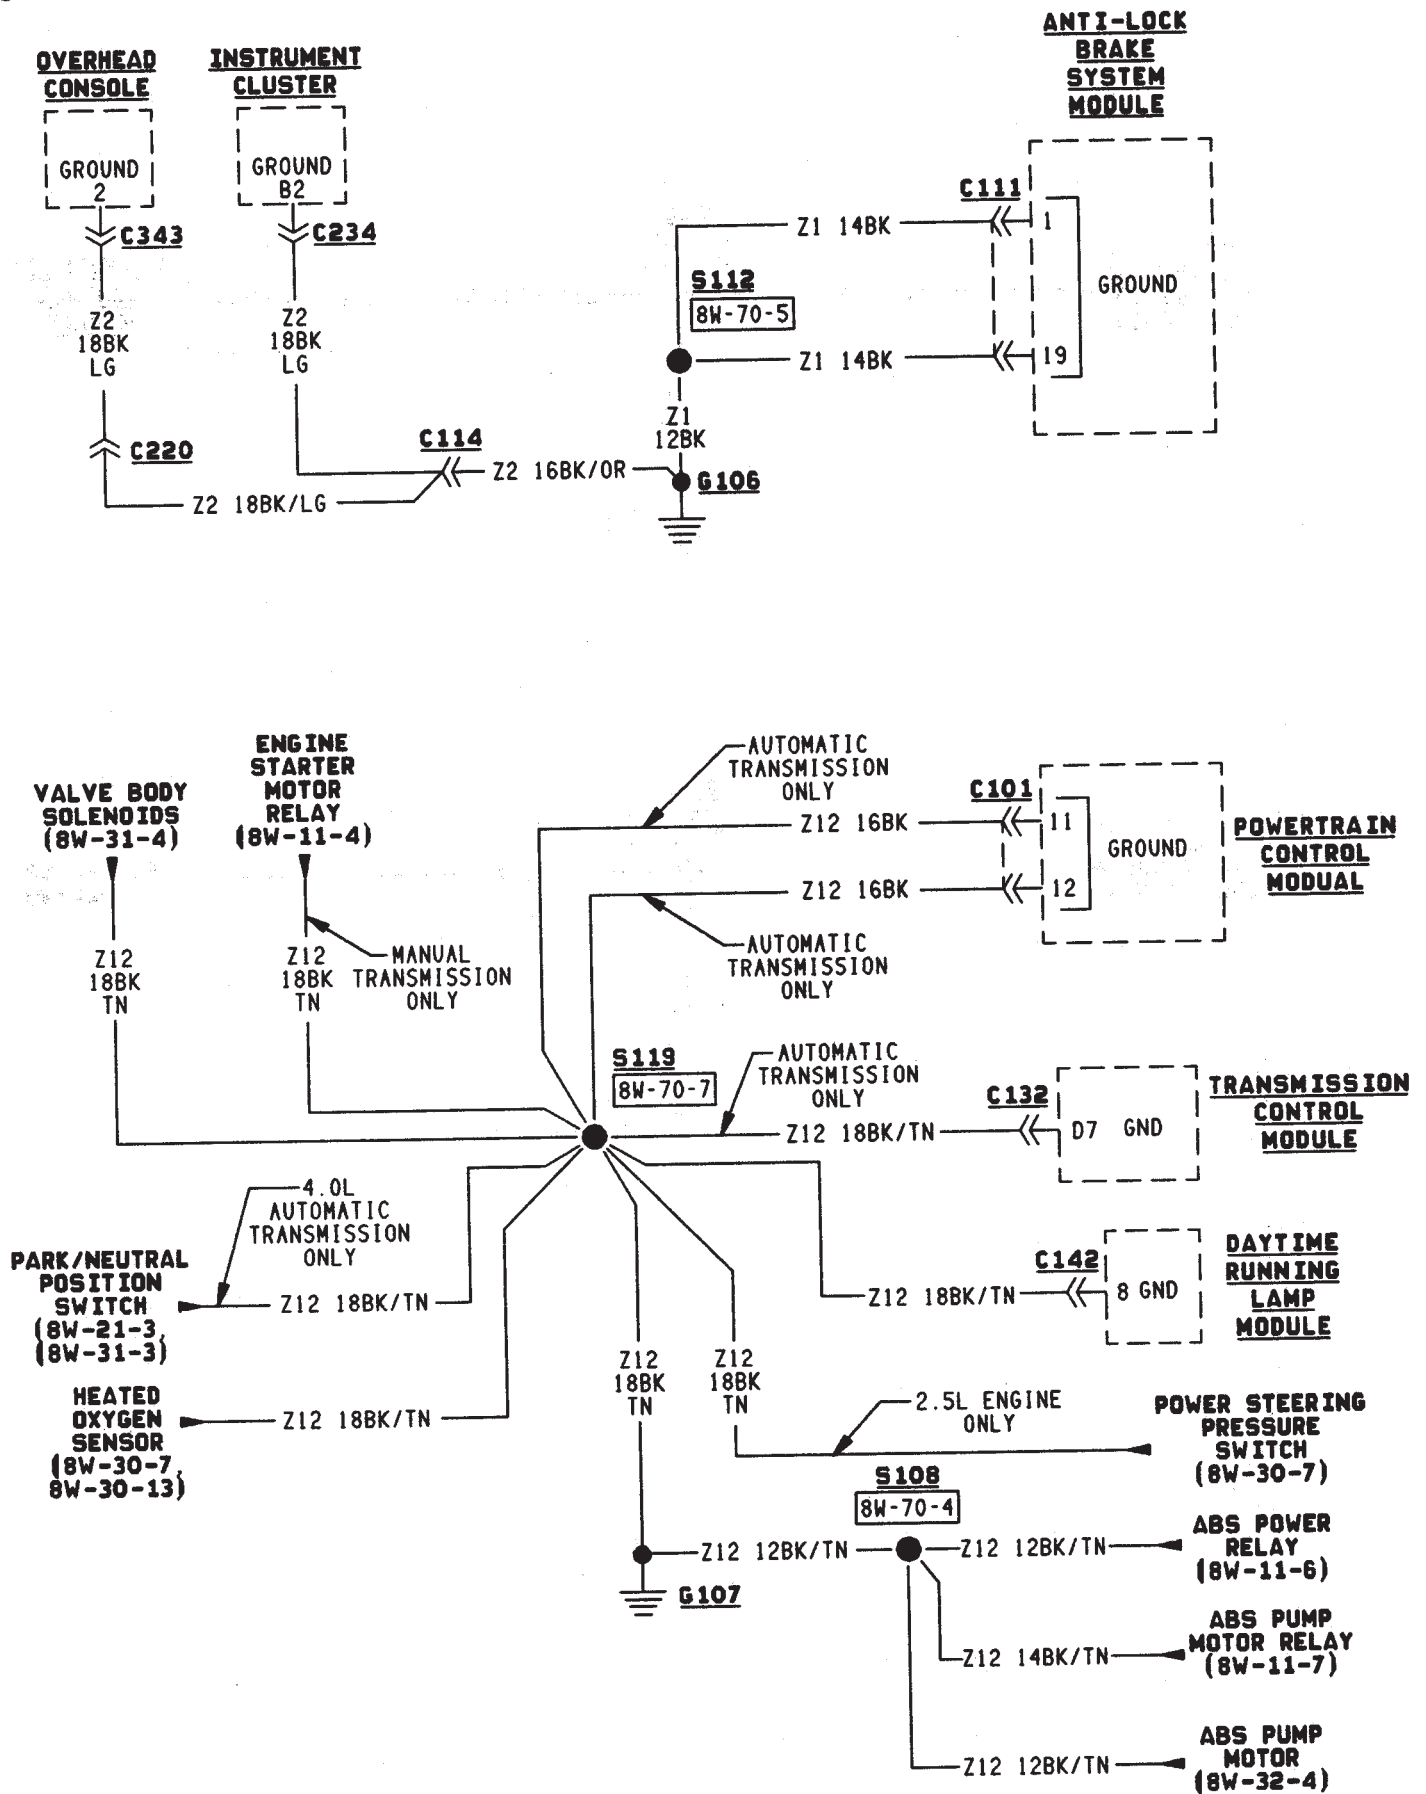 ANTI-LOCK
BRAKE
SYSTEM
MODULE
OVERHEAD
CONSOLE
INSTRUMENT
CLUSTER
GROUND
2
GROUND
B2
C343
C234
C111
Z1 14BK
1
S112
8W-70-5
GROUND
Z2
18BK
LG
Z2
18BK
LG
Z1 14BK
19
Z1
12BK
C220
C114
Z2 16BK/OR
G106
Z2 18BK/LG
VALVE BODY
SOLENOIDS
(8W-31-4)
ENGINE
STARTER
MOTOR
RELAY
(8W-11-4)
AUTOMATIC
TRANSMISSION
ONLY
C101
Z12 16BK
11
GROUND
POWERTRAIN
CONTROL
MODUAL
Z12 16BK
12
AUTOMATIC
TRANSMISSION
ONLY
Z12
18BK
TN
Z12
18BK
TN
MANUAL
TRANSMISSION
ONLY
S119
8W-70-7
AUTOMATIC
TRANSMISSION
ONLY
C132
Z12 18BK/TN
D7 GND
TRANSMISSION
CONTROL
MODULE
4.0L
AUTOMATIC
TRANSMISSION
ONLY
PARK/NEUTRAL
POSITION
SWITCH
(8W-21-3,
(8W-31-3)
Z12 18BK/TN
C142
Z12 18BK/TN
8 GND
DAYTIME
RUNNING
LAMP
MODULE
HEATED
OXYGEN
SENSOR
(8W-30-7,
8W-30-13)
Z12 18BK/TN
Z12
18BK
TN
Z12
18BK
TN
2.5L ENGINE
ONLY
POWER STEERING
PRESSURE
SWITCH
(8W-30-7)
S108
8W-70-4
Z12 12BK/TN
Z12 12BK/TN
ABS POWER
RELAY
(8W-11-6)
G107
Z12 14BK/TN
ABS PUMP
MOTOR RELAY
(8W-11-7)
Z12 12BK/TN
ABS PUMP
MOTOR
(8W-32-4)